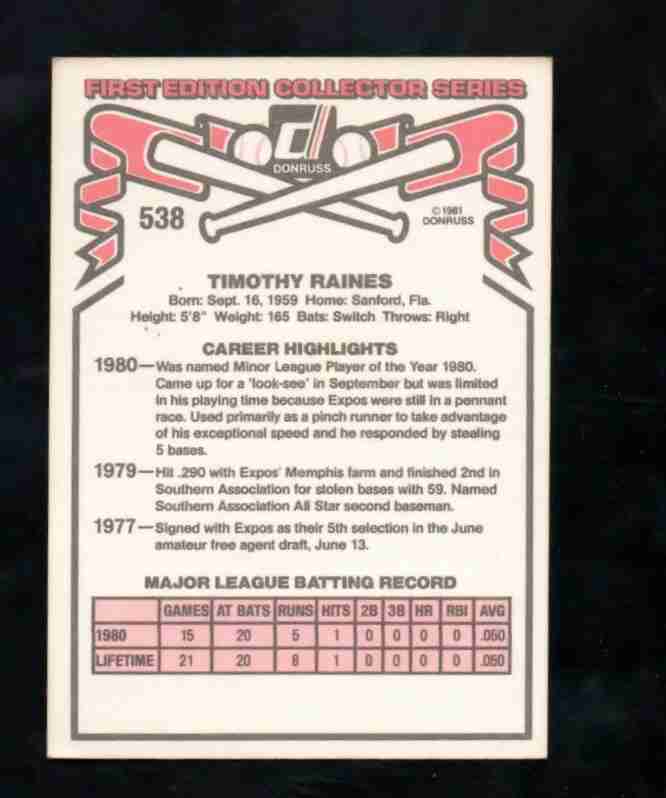 FIRST EDITION COLLECTOR SERIES
DONRUSS
538
© 1981
DONRUSS
TIMOTHY RAINES
Born: Sept. 16, 1959 Home: Sanford, Fla.
Height: 5'8" Weight: 165 Bats: Switch Throws: Right
CAREER HIGHLIGHTS
1980—Was named Minor League Player of the Year 1980.
Came up for a 'look-see' in September but was limited
in his playing time because Expos were still in a pennant
race. Used primarily as a pinch runner to take advantage
of his exceptional speed and he responded by stealing
5 bases.
1979—Hit .290 with Expos' Memphis farm and finished 2nd in
Southern Association for stolen bases with 59. Named
Southern Association All Star second baseman.
1977—Signed with Expos as their 5th selection in the June
amateur free agent draft, June 13.
MAJOR LEAGUE BATTING RECORD
GAMES AT BATS RUNS HITS 2B 3B HR RBI AVG
1980 15 20 5 1 0 0 0 0 .050
LIFETIME 21 20 8 1 0 0 0 0 .050